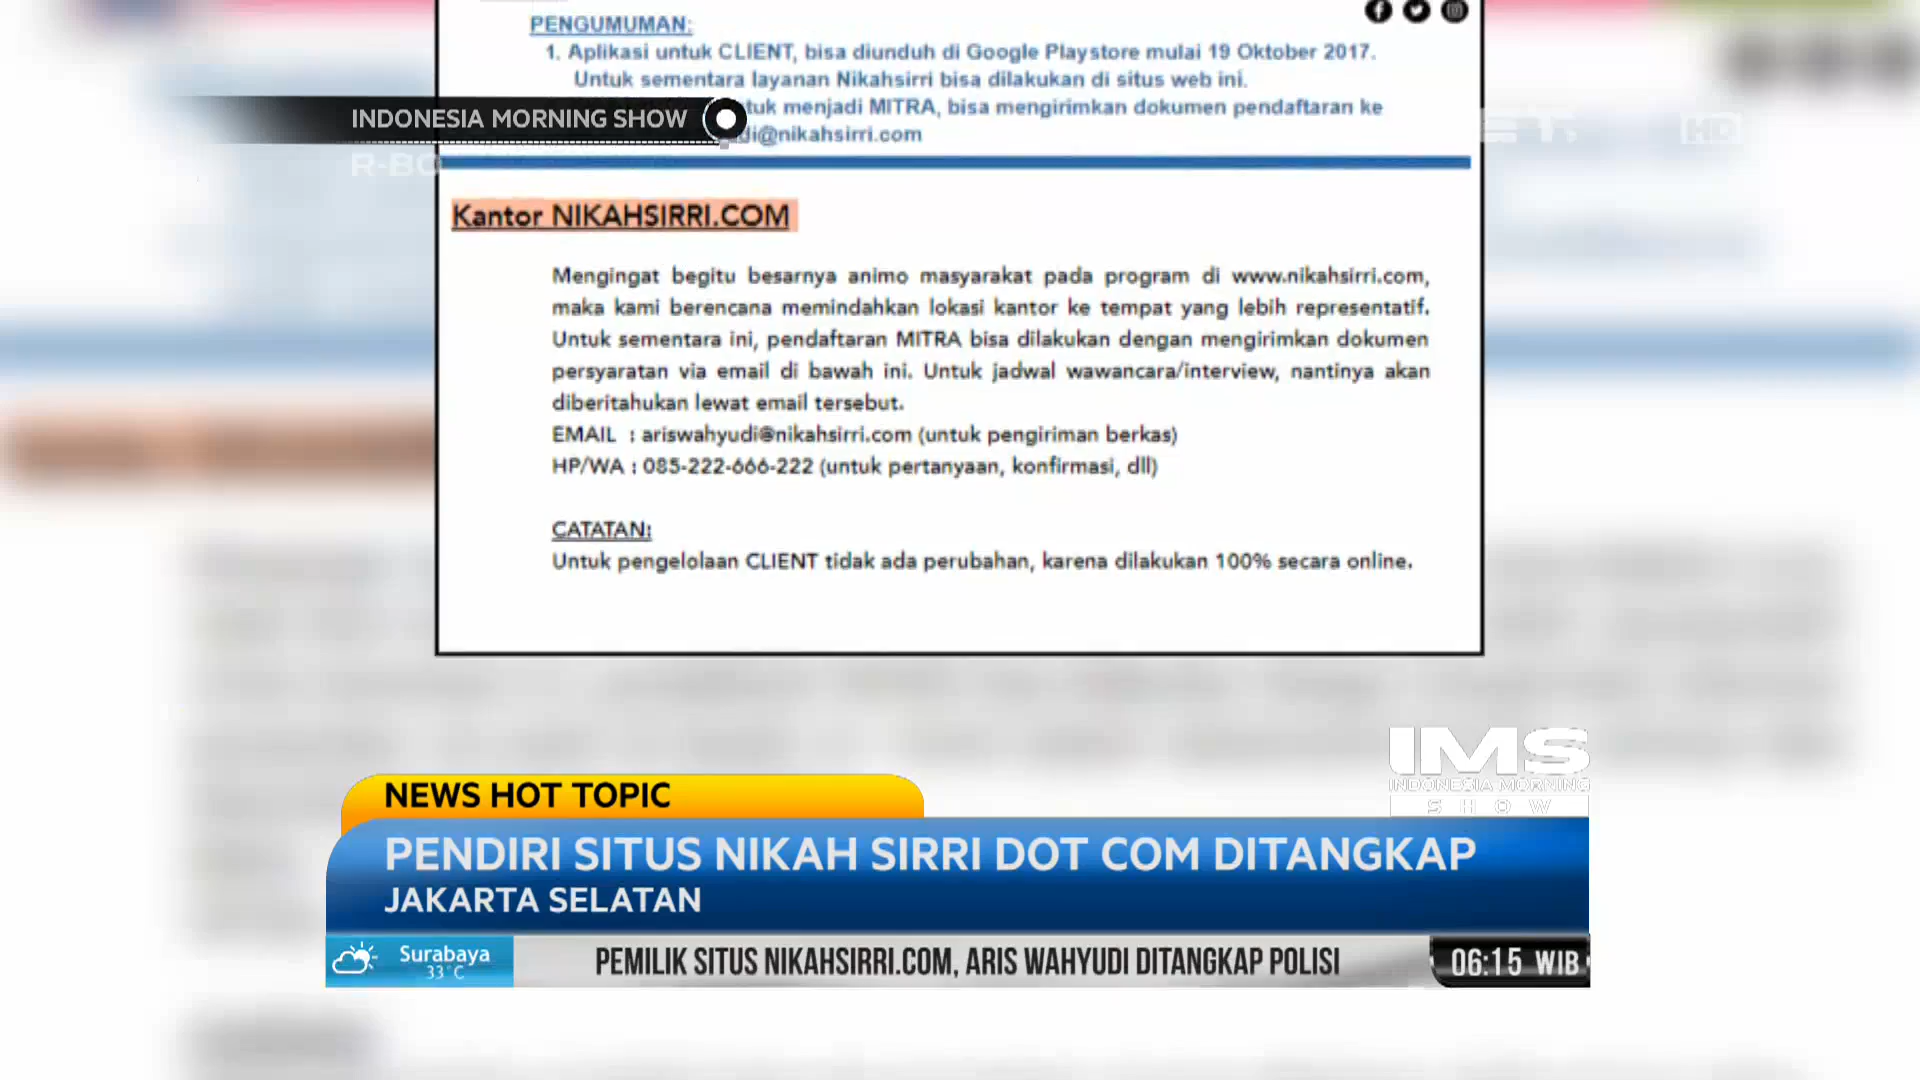 PENGUMUMAN:
1. Aplikasi untuk CLIENT, bisa diunduh di Google Playstore mulai 19 Oktober 2017.
Untuk sementara layanan Nikahsirri bisa dilakukan di situs web ini.
INDONESIA MORNING SHOW
tuk menjadi MITRA, bisa mengirimkan dokumen pendaftaran ke
di@nikahsirri.com
HD
R-BO
Kantor NIKAHSIRRI.COM
Mengingat begitu besarnya animo masyarakat pada program di www.nikahsirri.com,
maka kami berencana memindahkan lokasi kantor ke tempat yang lebih representatif.
Untuk sementara ini, pendaftaran MITRA bisa dilakukan dengan mengirimkan dokumen
persyaratan via email di bawah ini. Untuk jadwal wawancara/interview, nantinya akan
diberitahukan lewat email tersebut.
EMAIL : ariswahyudi@nikahsirri.com (untuk pengiriman berkas)
HP/WA : 085-222-666-222 (untuk pertanyaan, konfirmasi, dll)
CATATAN:
Untuk pengelolaan CLIENT tidak ada perubahan, karena dilakukan 100% secara online.
IMS
INDONESIA MORNING
SHOW
NEWS HOT TOPIC
PENDIRI SITUS NIKAH SIRRI DOT COM DITANGKAP
JAKARTA SELATAN
Surabaya
33°C
PEMILIK SITUS NIKAHSIRRI.COM, ARIS WAHYUDI DITANGKAP POLISI
06:15 WIB